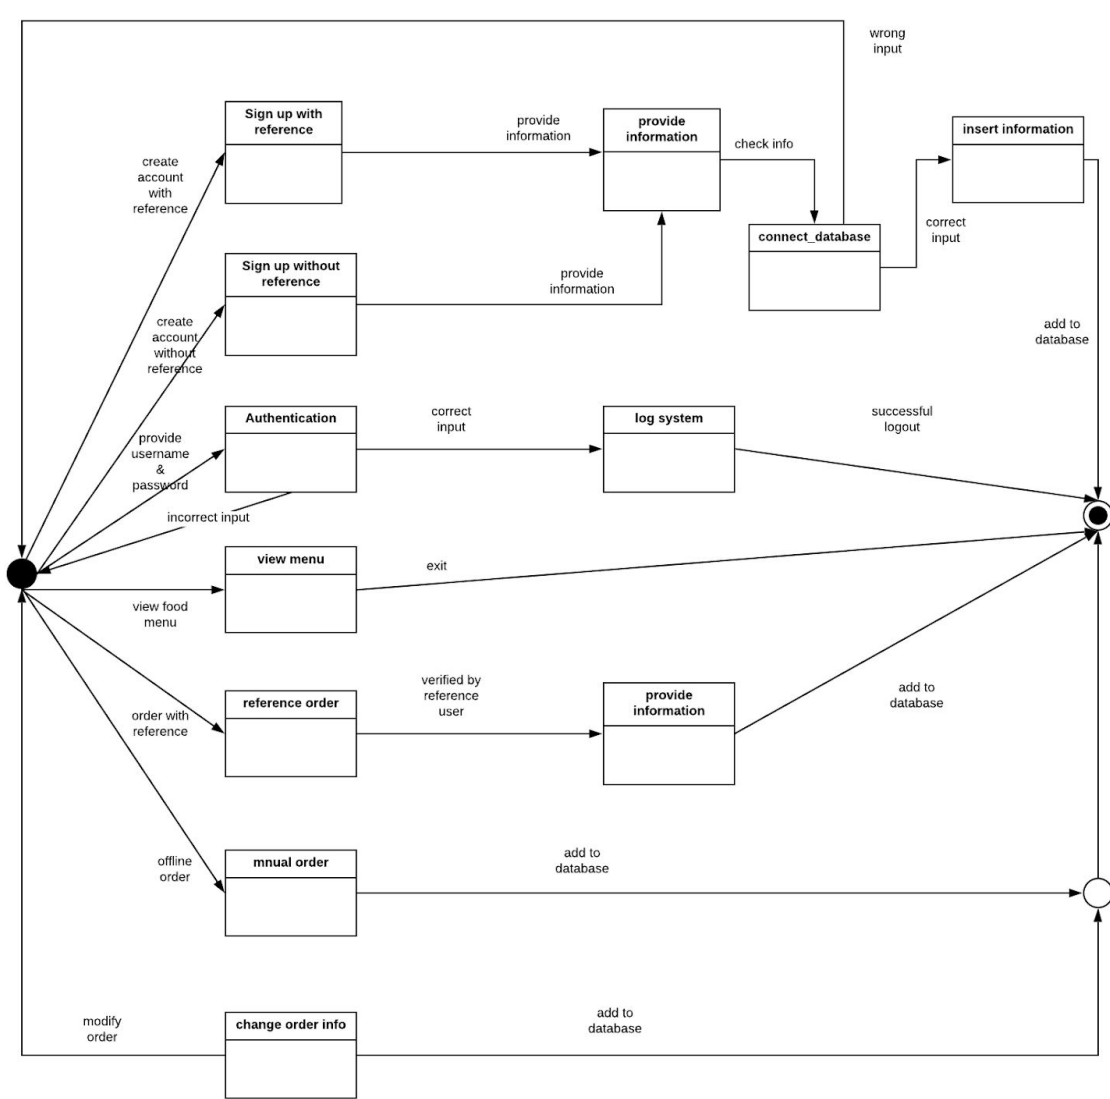 wrong
input
Sign up with
reference
provide
information
provide
information
check info
insert information
create
account
with
reference
connect_database
correct
input
Sign up without
reference
provide
information
create
account
without
reference
add to
database
Authentication
correct
input
log system
successful
logout
provide
username
&
password
incorrect input
view menu
exit
view food
menu
reference order
verified by
reference
user
provide
information
add to
database
order with
reference
mnual order
add to
database
offline
order
change order info
add to
database
modify
order